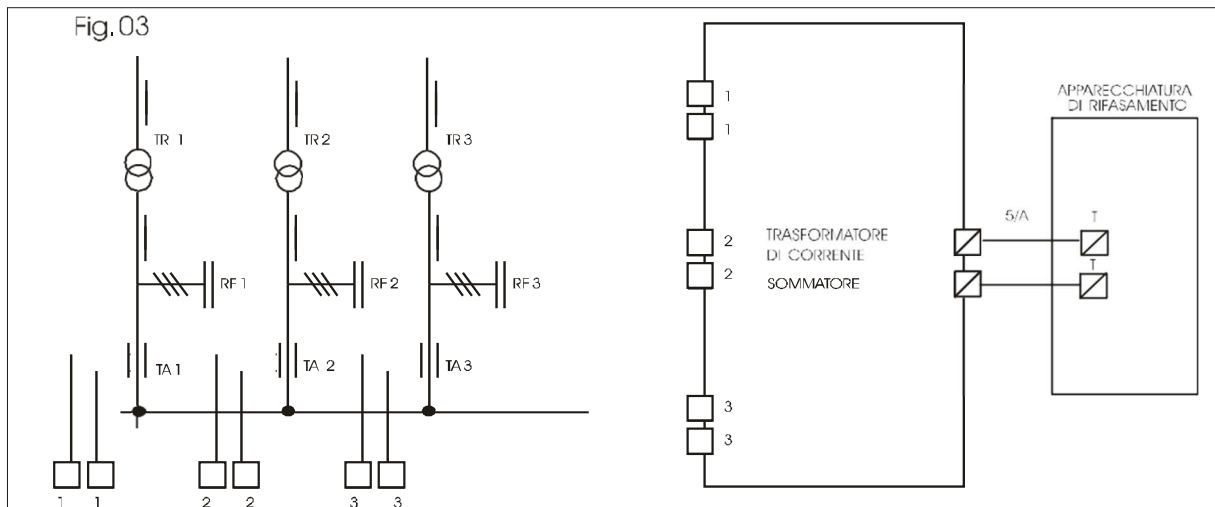 Fig.03
TR 1
TR 2
TR 3
RF 1
RF 2
RF 3
TA 1
TA 2
TA 3
1 1 2 2 3 3
1
1
2
2
3
3
TRASFORMATORE
DI CORRENTE
SOMMATORE
5/A
APPARECCHIATURA
DI RIFASAMENTO
T
T